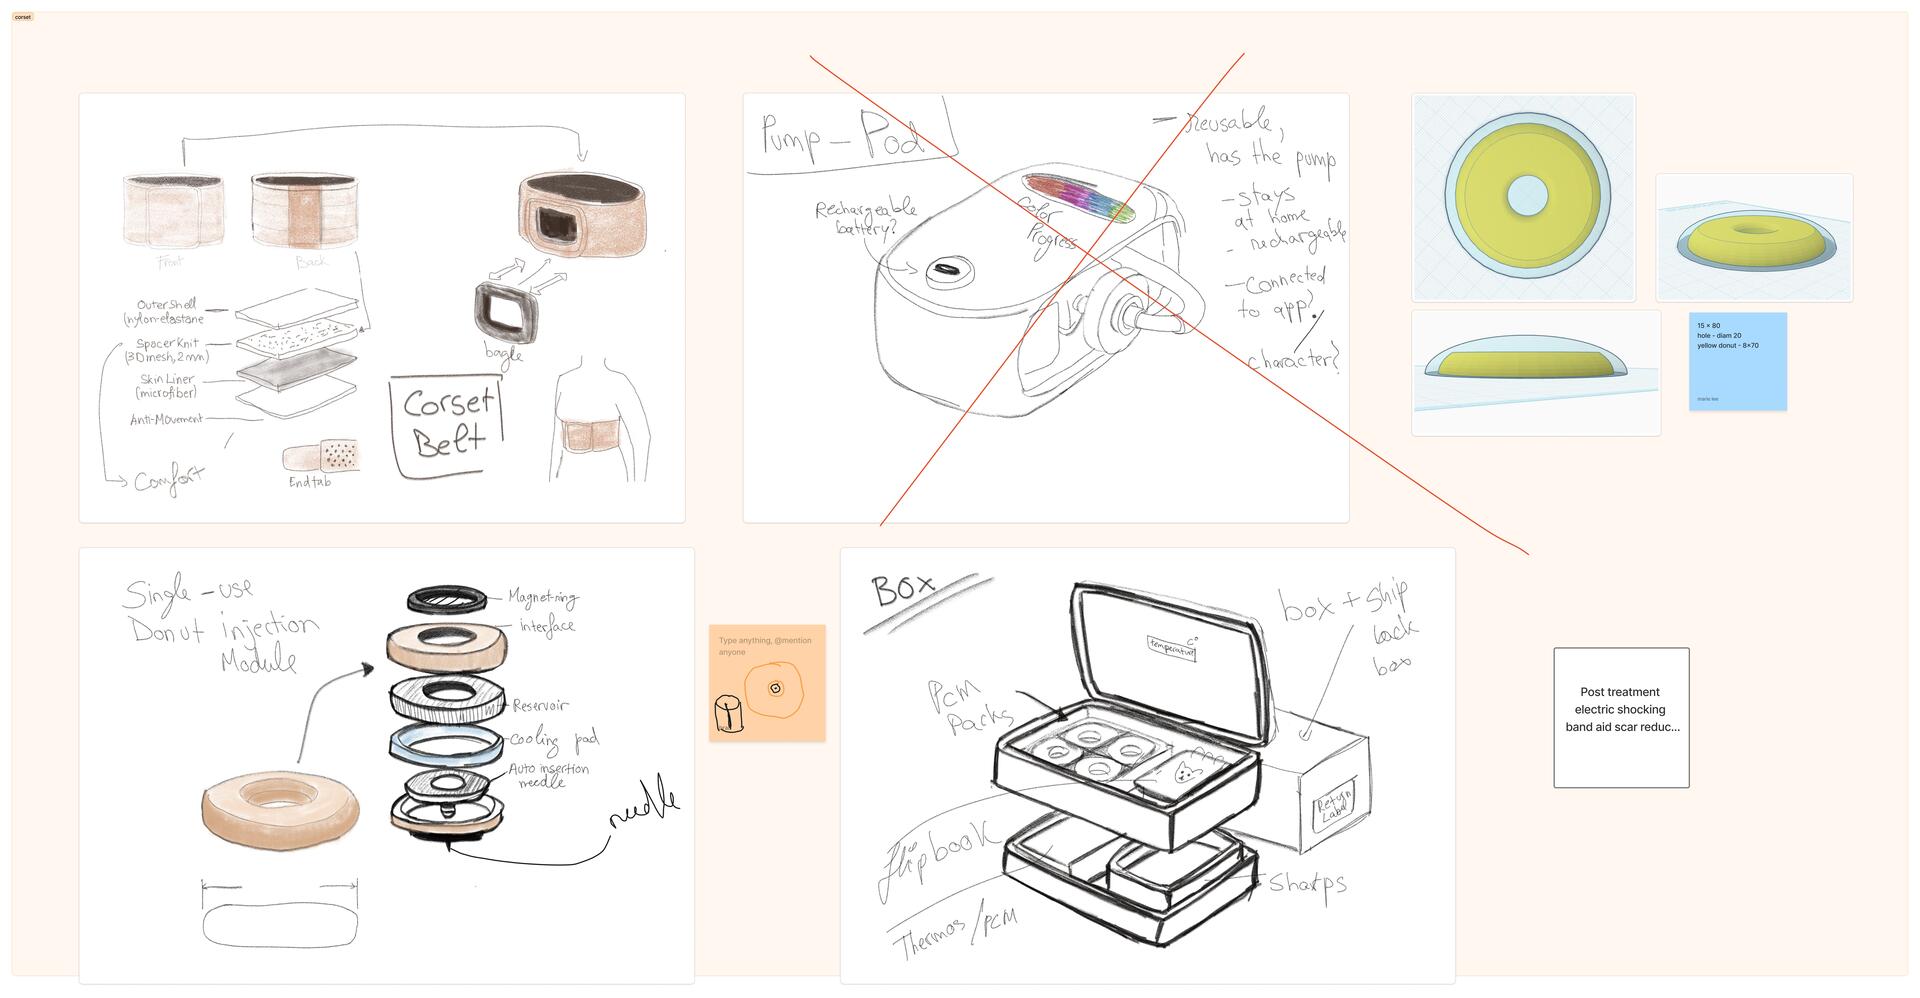 corset
Front
Back
Outer Shell
(nylon-elastane
Spacer Knit
(3D mesh, 2mm)
Skin Liner
(microfiber)
Anti-Movement
Comfort
End tab
bagle
Corset
Belt
Pump - Pod
Rechargeable
battery?
Color
Progress
- reusable,
has the pump
- stays
at home
- rechargeable
- Connected
to app?
character?
15 x 80
hole - diam 20
yellow donut - 8x70
marie lee
Single-use
Donut injection
Module
Magnet-ring
interface
Reservoir
cooling pad
Auto insertion
needle
needle
Type anything, @mention
anyone
Box
temperature
C°
box + ship
back
box
PCM
Packs
Return
Label
flipbook
Thermos/PCM
Sharps
Post treatment
electric shocking
band aid scar reduc...